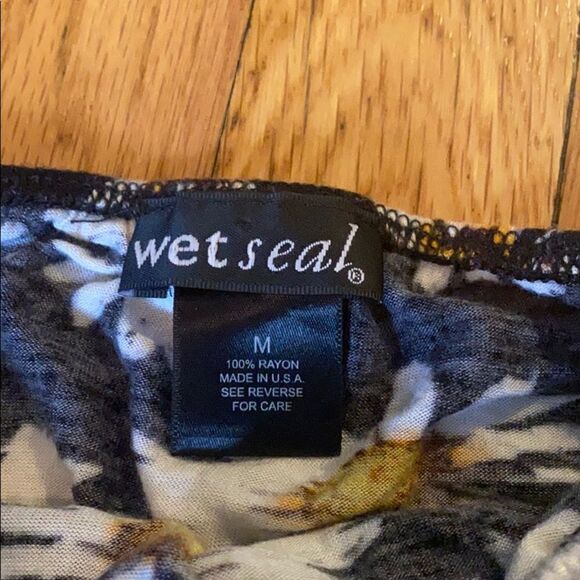 wet seal®
M
100% RAYON
MADE IN U.S.A.
SEE REVERSE
FOR CARE